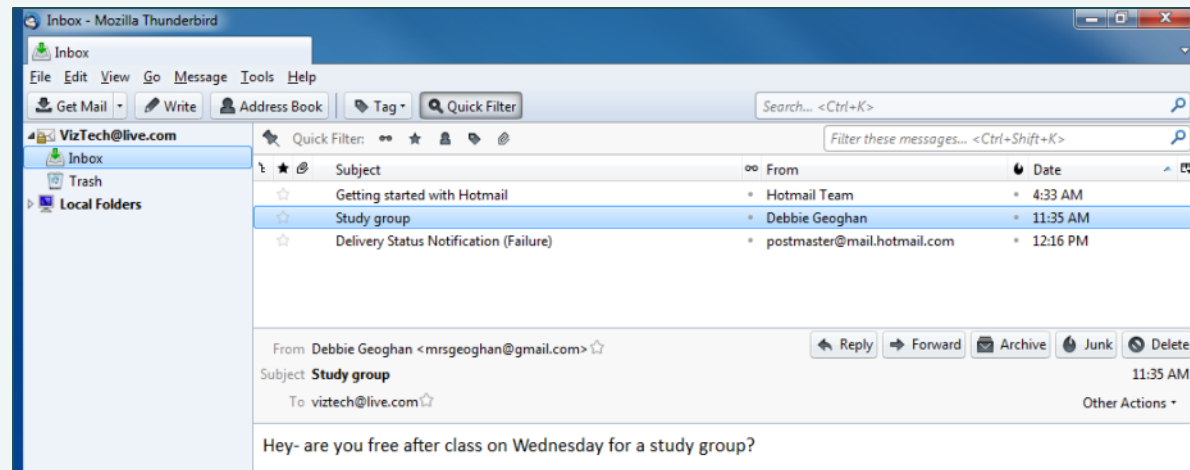 Inbox - Mozilla Thunderbird
Inbox
File Edit View Go Message Tools Help
Get Mail Write Address Book Tag Quick Filter Search... <Ctrl+K>
VizTech@live.com Quick Filter: Filter these messages... <Ctrl+Shift+K>
Inbox Subject From Date
Trash Getting started with Hotmail Hotmail Team 4:33 AM
Local Folders Study group Debbie Geoghan 11:35 AM
Delivery Status Notification (Failure) postmaster@mail.hotmail.com 12:16 PM
From Debbie Geoghan <mrsgeoghan@gmail.com> Reply Forward Archive Junk Delete
Subject Study group 11:35 AM
To viztech@live.com Other Actions
Hey- are you free after class on Wednesday for a study group?